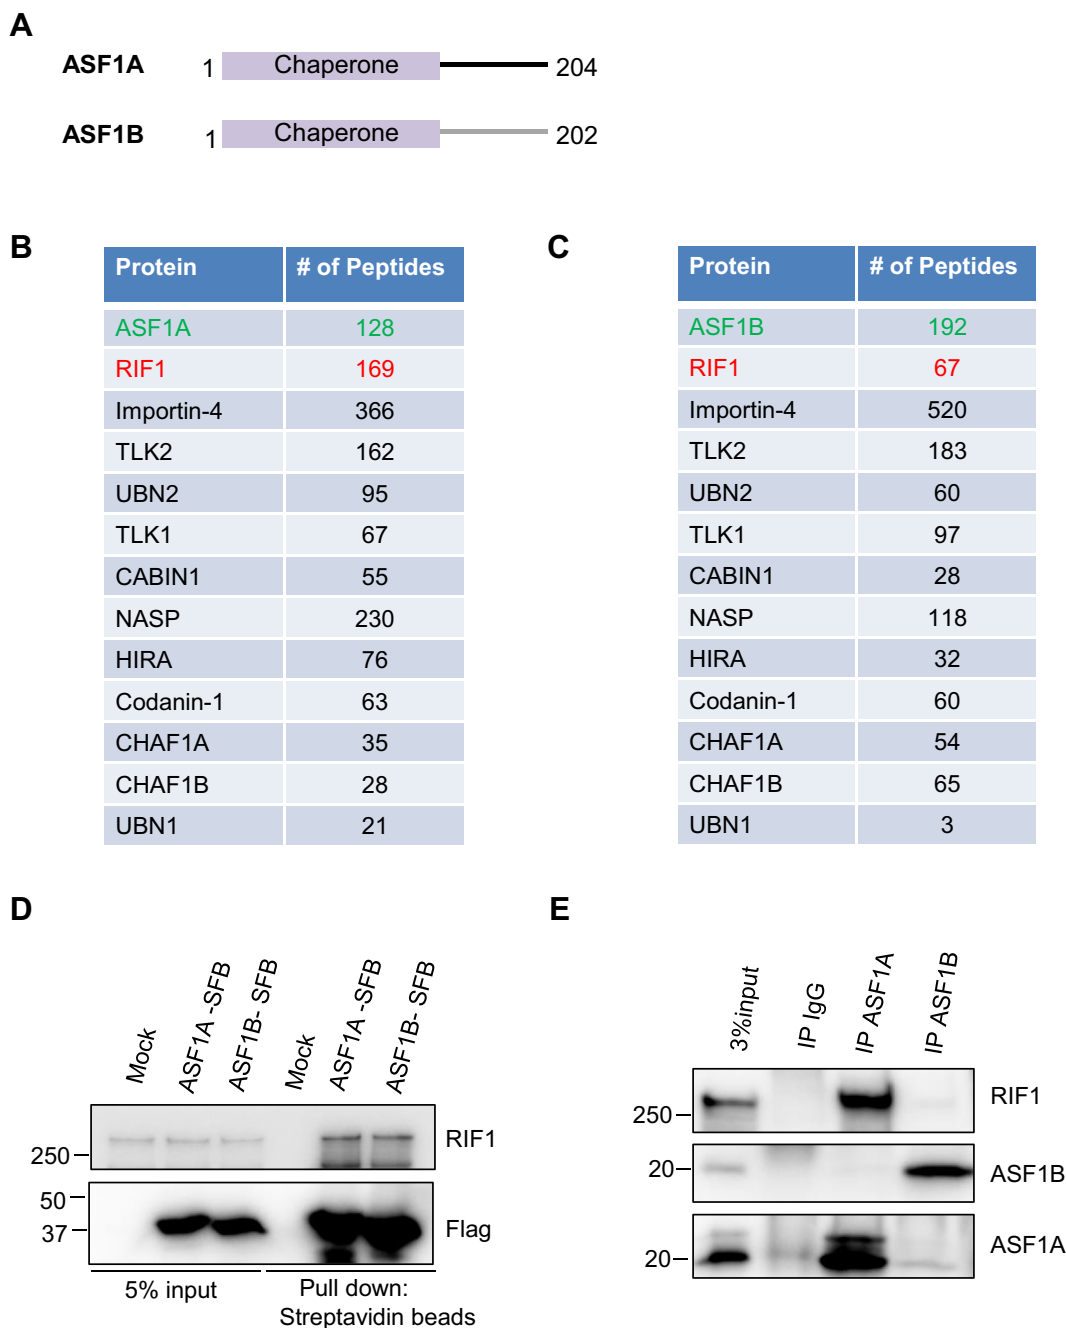 A
ASF1A 1 Chaperone 204
ASF1B 1 Chaperone 202
B
Protein # of Peptides
ASF1A 128
RIF1 169
Importin-4 366
TLK2 162
UBN2 95
TLK1 67
CABIN1 55
NASP 230
HIRA 76
Codanin-1 63
CHAF1A 35
CHAF1B 28
UBN1 21
C
Protein # of Peptides
ASF1B 192
RIF1 67
Importin-4 520
TLK2 183
UBN2 60
TLK1 97
CABIN1 28
NASP 118
HIRA 32
Codanin-1 60
CHAF1A 54
CHAF1B 65
UBN1 3
D
Mock
ASF1A -SFB
ASF1B- SFB
Mock
ASF1A -SFB
ASF1B- SFB
250 RIF1
50
37 Flag
5% input
Pull down:
Streptavidin beads
E
3%input
IP IgG
IP ASF1A
IP ASF1B
250 RIF1
20 ASF1B
20 ASF1A